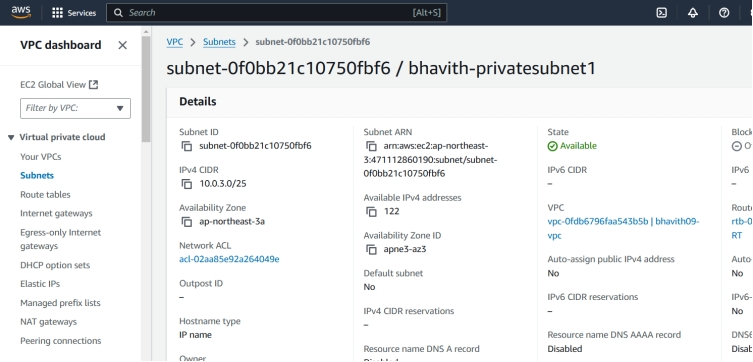 aws
Services
Search
[Alt+S]
VPC dashboard
EC2 Global View
Filter by VPC:
Virtual private cloud
Your VPCs
Subnets
Route tables
Internet gateways
Egress-only Internet
gateways
DHCP option sets
Elastic IPs
Managed prefix lists
NAT gateways
Peering connections
VPC > Subnets > subnet-0f0bb21c10750fbf6
subnet-0f0bb21c10750fbf6 / bhavith-privatesubnet1
Details
Subnet ID
subnet-0f0bb21c10750fbf6
IPv4 CIDR
10.0.3.0/25
Availability Zone
ap-northeast-3a
Network ACL
acl-02aa85e92a264049e
Outpost ID
–
Hostname type
IP name
Owner
Subnet ARN
arn:aws:ec2:ap-northeast-
3:471112860190:subnet/subnet-
0f0bb21c10750fbf6
Available IPv4 addresses
122
Availability Zone ID
apne3-az3
Default subnet
No
IPv4 CIDR reservations
–
Resource name DNS A record
Disabled
State
Available
IPv6 CIDR
–
VPC
vpc-0fdb6796faa543b5b | bhavith09-
vpc
Auto-assign public IPv4 address
No
IPv6 CIDR reservations
–
Resource name DNS AAAA record
Disabled
Block
O
IPv6
–
Route
rtb-0
RT
Auto-
No
IPv6-
No
DNS6
Disab